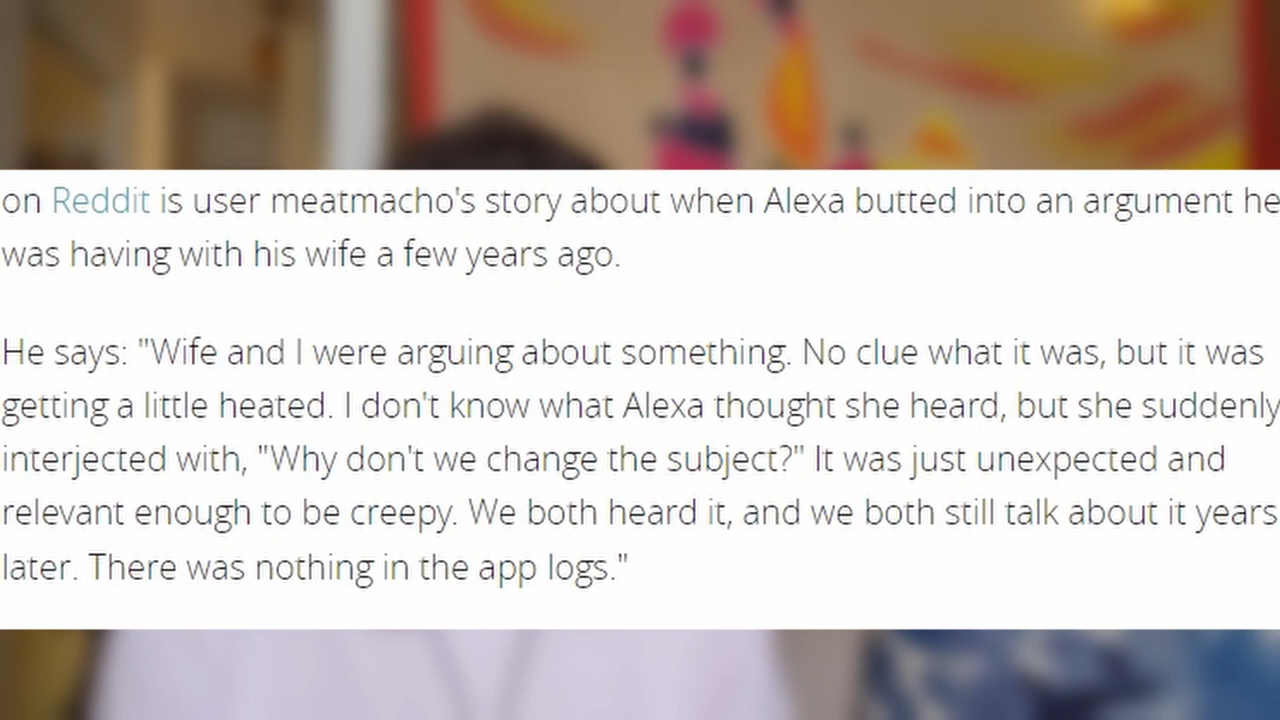 on Reddit is user meatmacho's story about when Alexa butted into an argument he
was having with his wife a few years ago.
He says: "Wife and I were arguing about something. No clue what it was, but it was
getting a little heated. I don't know what Alexa thought she heard, but she suddenly
interjected with, "Why don't we change the subject?" It was just unexpected and
relevant enough to be creepy. We both heard it, and we both still talk about it years
later. There was nothing in the app logs."